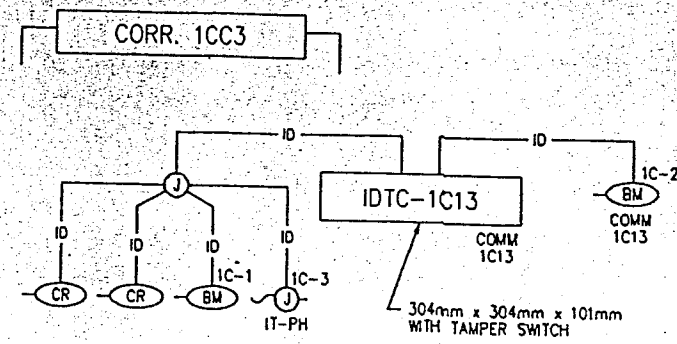 CORR. 1CC3
ID
ID
1C-2
J
IDTC-1C13
BM
COMM
1C13
COMM
1C13
ID
ID
ID
ID
1C-1
1C-3
CR
CR
BM
J
IT-PH
304mm x 304mm x 101mm
WITH TAMPER SWITCH